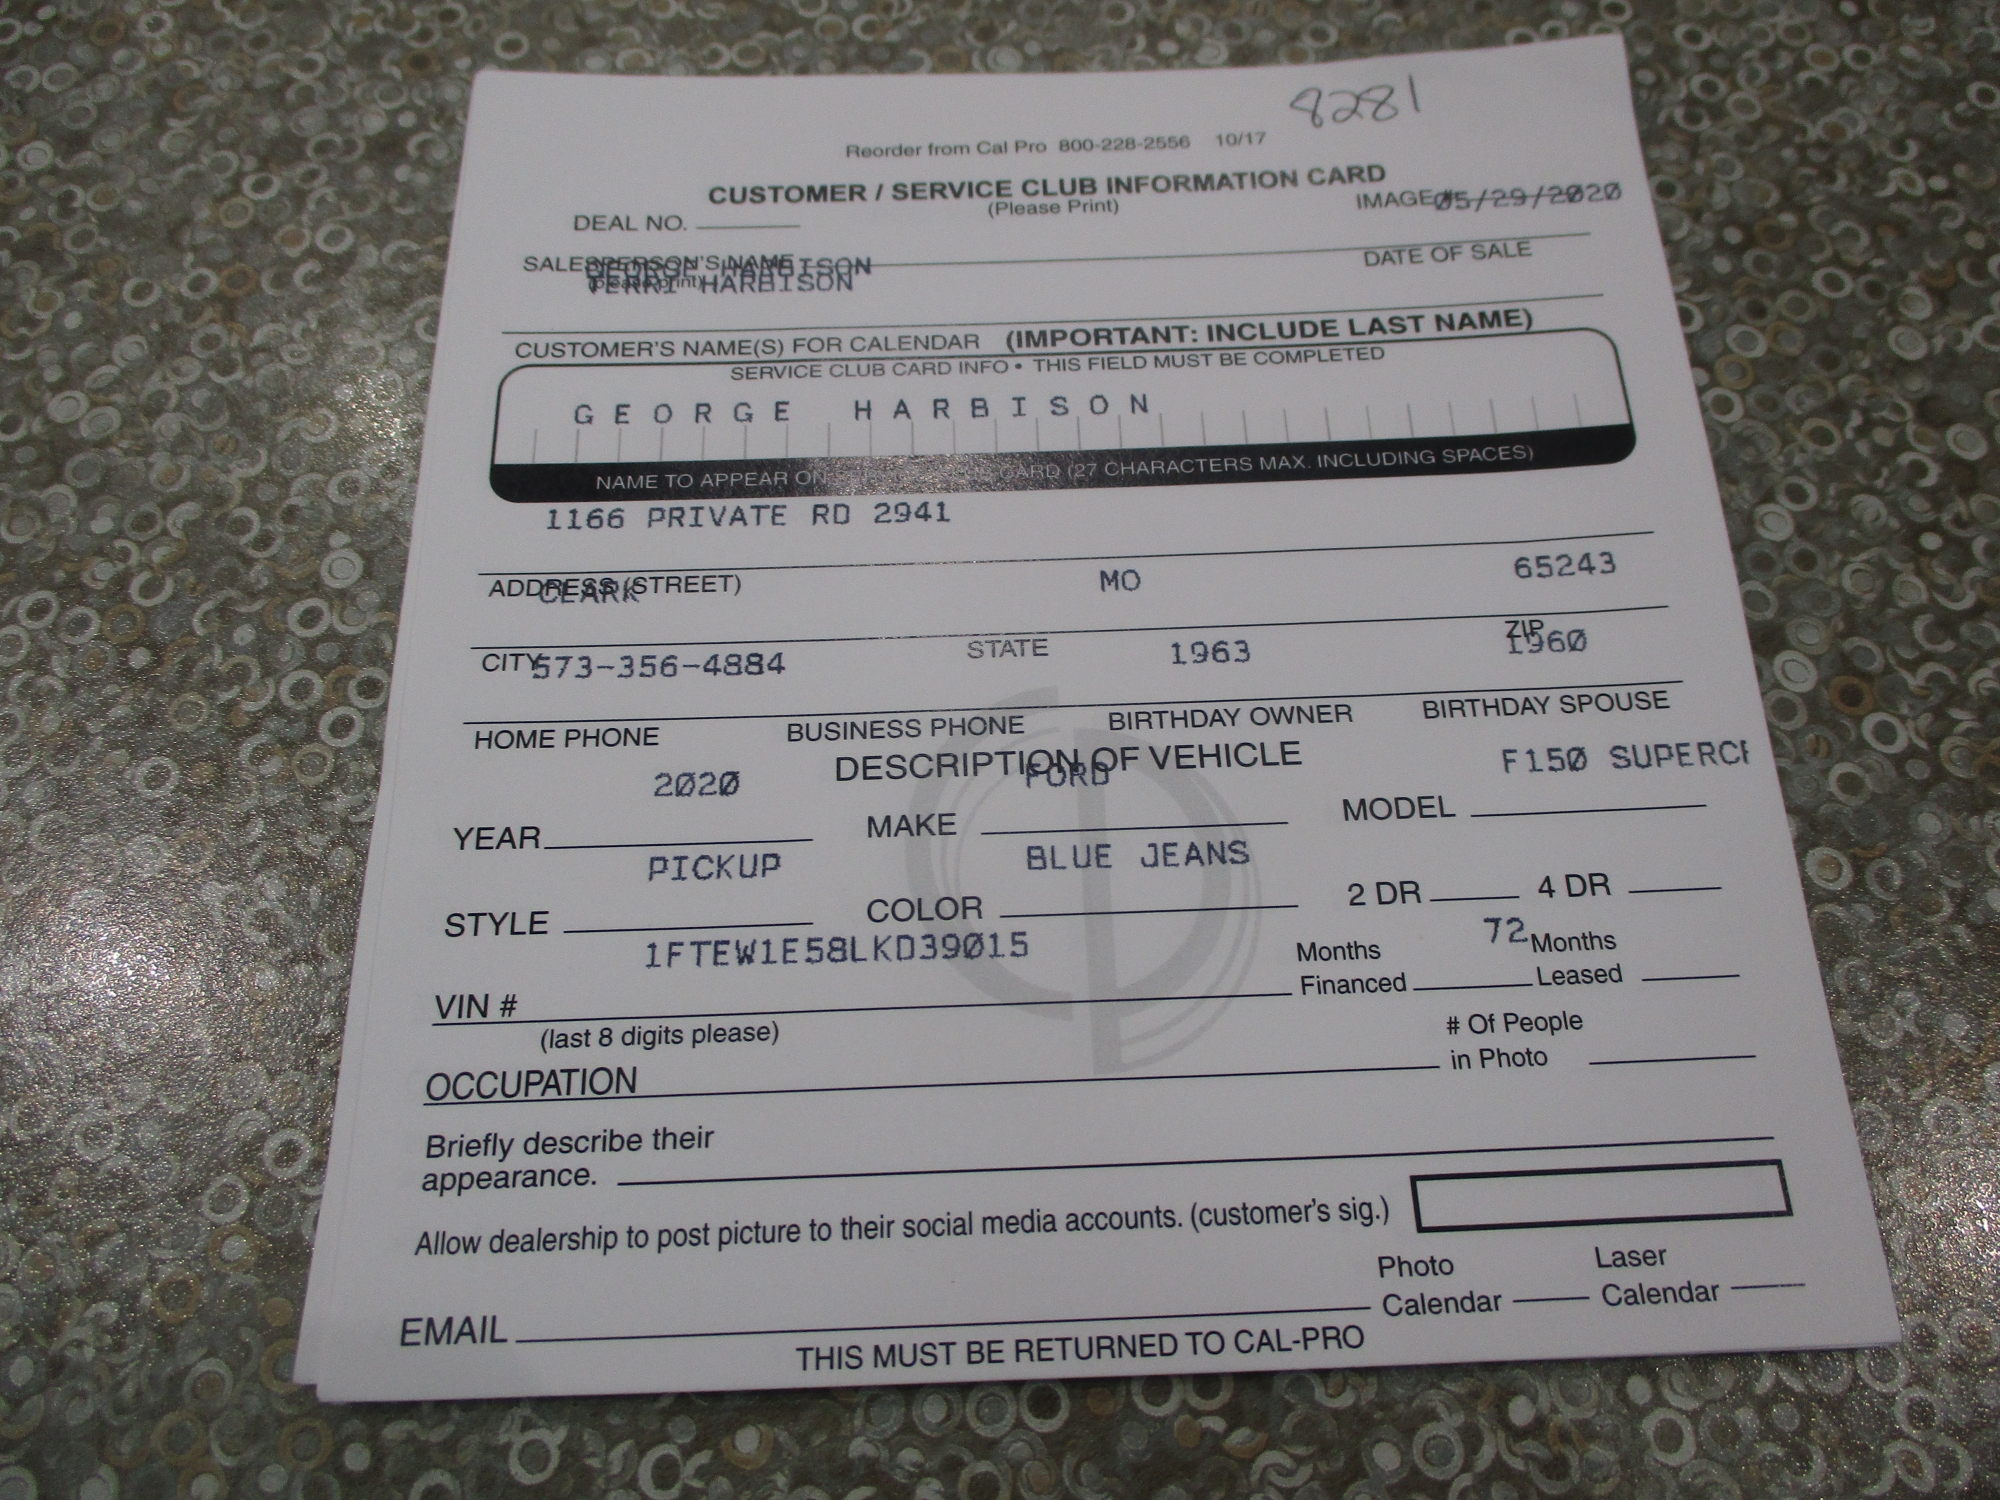 8281
Reorder from Cal Pro 800-228-2556 10/17
CUSTOMER / SERVICE CLUB INFORMATION CARD
(Please Print)
DEAL NO.
IMAGE# 05/29/2020
SALESPERSON'S NAME
GEORGE HARBISON
(please print)
TERRI HARBISON
DATE OF SALE
CUSTOMER'S NAME(S) FOR CALENDAR (IMPORTANT: INCLUDE LAST NAME)
SERVICE CLUB CARD INFO • THIS FIELD MUST BE COMPLETED
GEORGE HARBISON
NAME TO APPEAR ON CARD (27 CHARACTERS MAX. INCLUDING SPACES)
1166 PRIVATE RD 2941
ADDRESS (STREET)
CLARK MO 65243
CITY STATE ZIP
573-356-4884 1963 1960
HOME PHONE BUSINESS PHONE BIRTHDAY OWNER BIRTHDAY SPOUSE
DESCRIPTION OF VEHICLE
2020 FORD F150 SUPERC
YEAR MAKE MODEL
PICKUP BLUE JEANS
STYLE COLOR 2 DR 4 DR
1FTEW1E58LKD39015 72
VIN # Months Financed Months Leased
(last 8 digits please)
# Of People in Photo
OCCUPATION
Briefly describe their
appearance.
Allow dealership to post picture to their social media accounts. (customer's sig.)
Photo Calendar Laser Calendar
EMAIL
THIS MUST BE RETURNED TO CAL-PRO